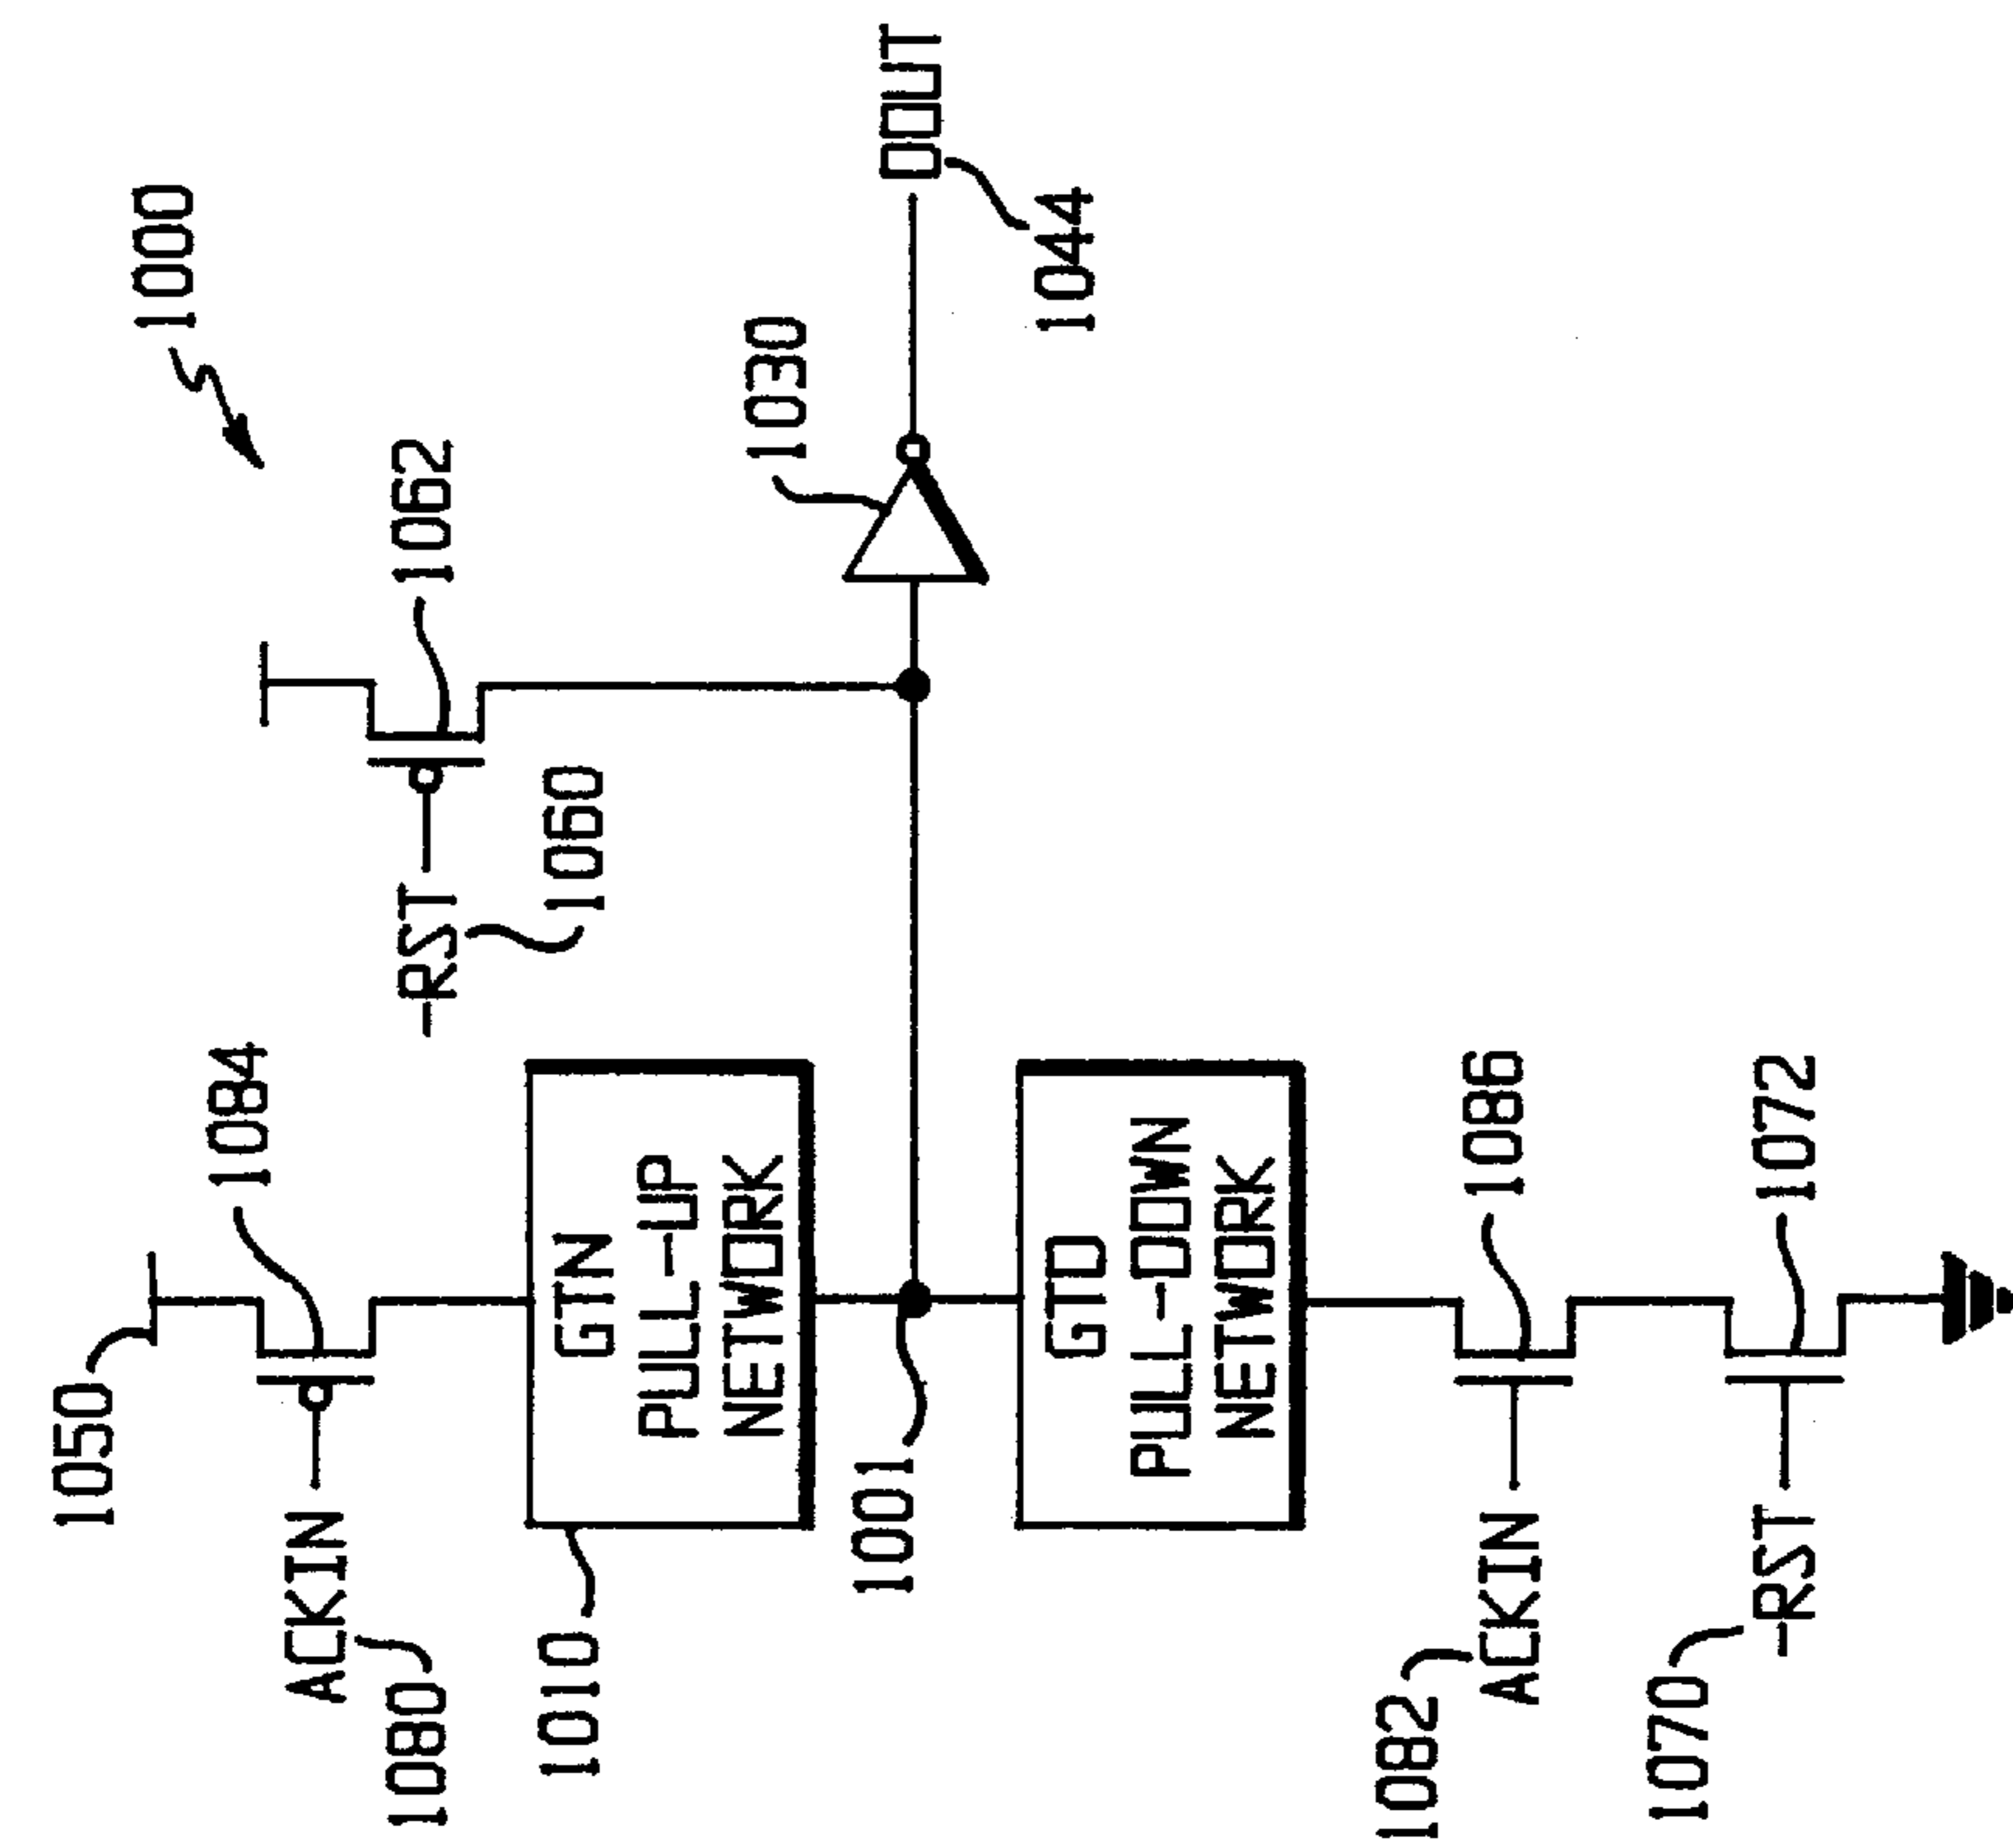 1000
1050
1084
ACKIN
1080
1062
-RST
1060
1010
GTN
PULL-UP
NETWORK
1030
1001
DOUT
1044
GTD
PULL-DOWN
NETWORK
1082
ACKIN
1086
1070
-RST
1072